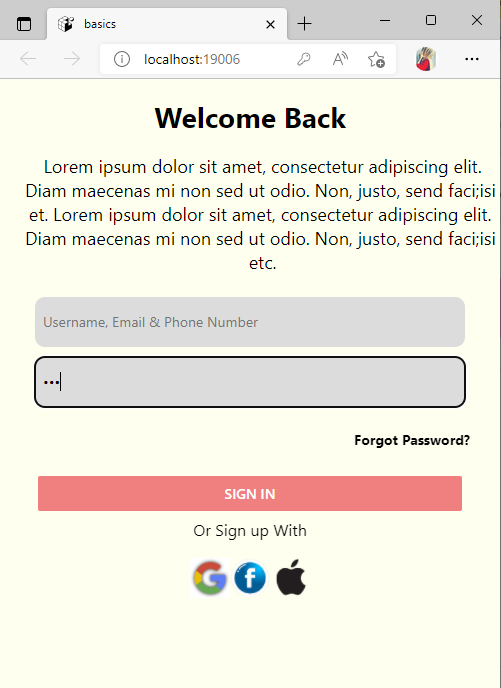 basics
localhost:19006
Welcome Back
Lorem ipsum dolor sit amet, consectetur adipiscing elit.
Diam maecenas mi non sed ut odio. Non, justo, send faci;isi
et. Lorem ipsum dolor sit amet, consectetur adipiscing elit.
Diam maecenas mi non sed ut odio. Non, justo, send faci;isi
etc.
Username, Email & Phone Number
•••
Forgot Password?
SIGN IN
Or Sign up With